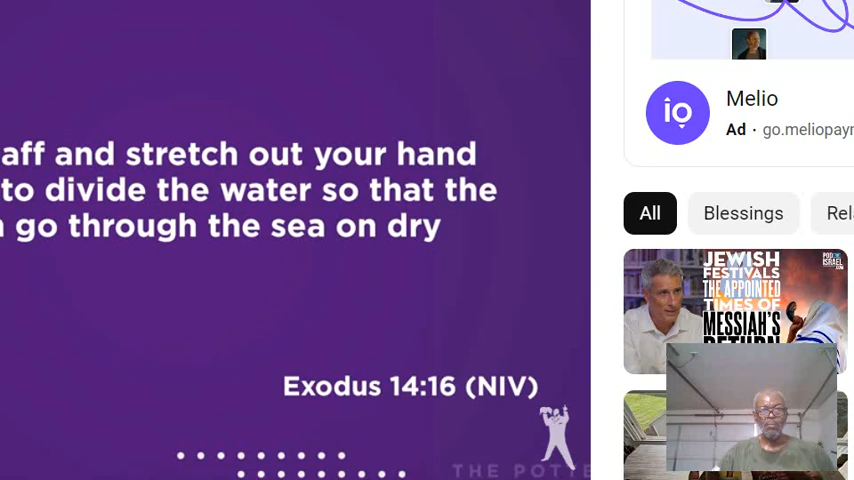 aff and stretch out your hand
to divide the water so that the
go through the sea on dry
Exodus 14:16 (NIV)
THE POTTE
io
Melio
Ad · go.meliopayr
All
Blessings
Rel
JEWISH
FESTIVALS
THE APPOINTED
TIMES OF
MESSIAH'S
RETURN